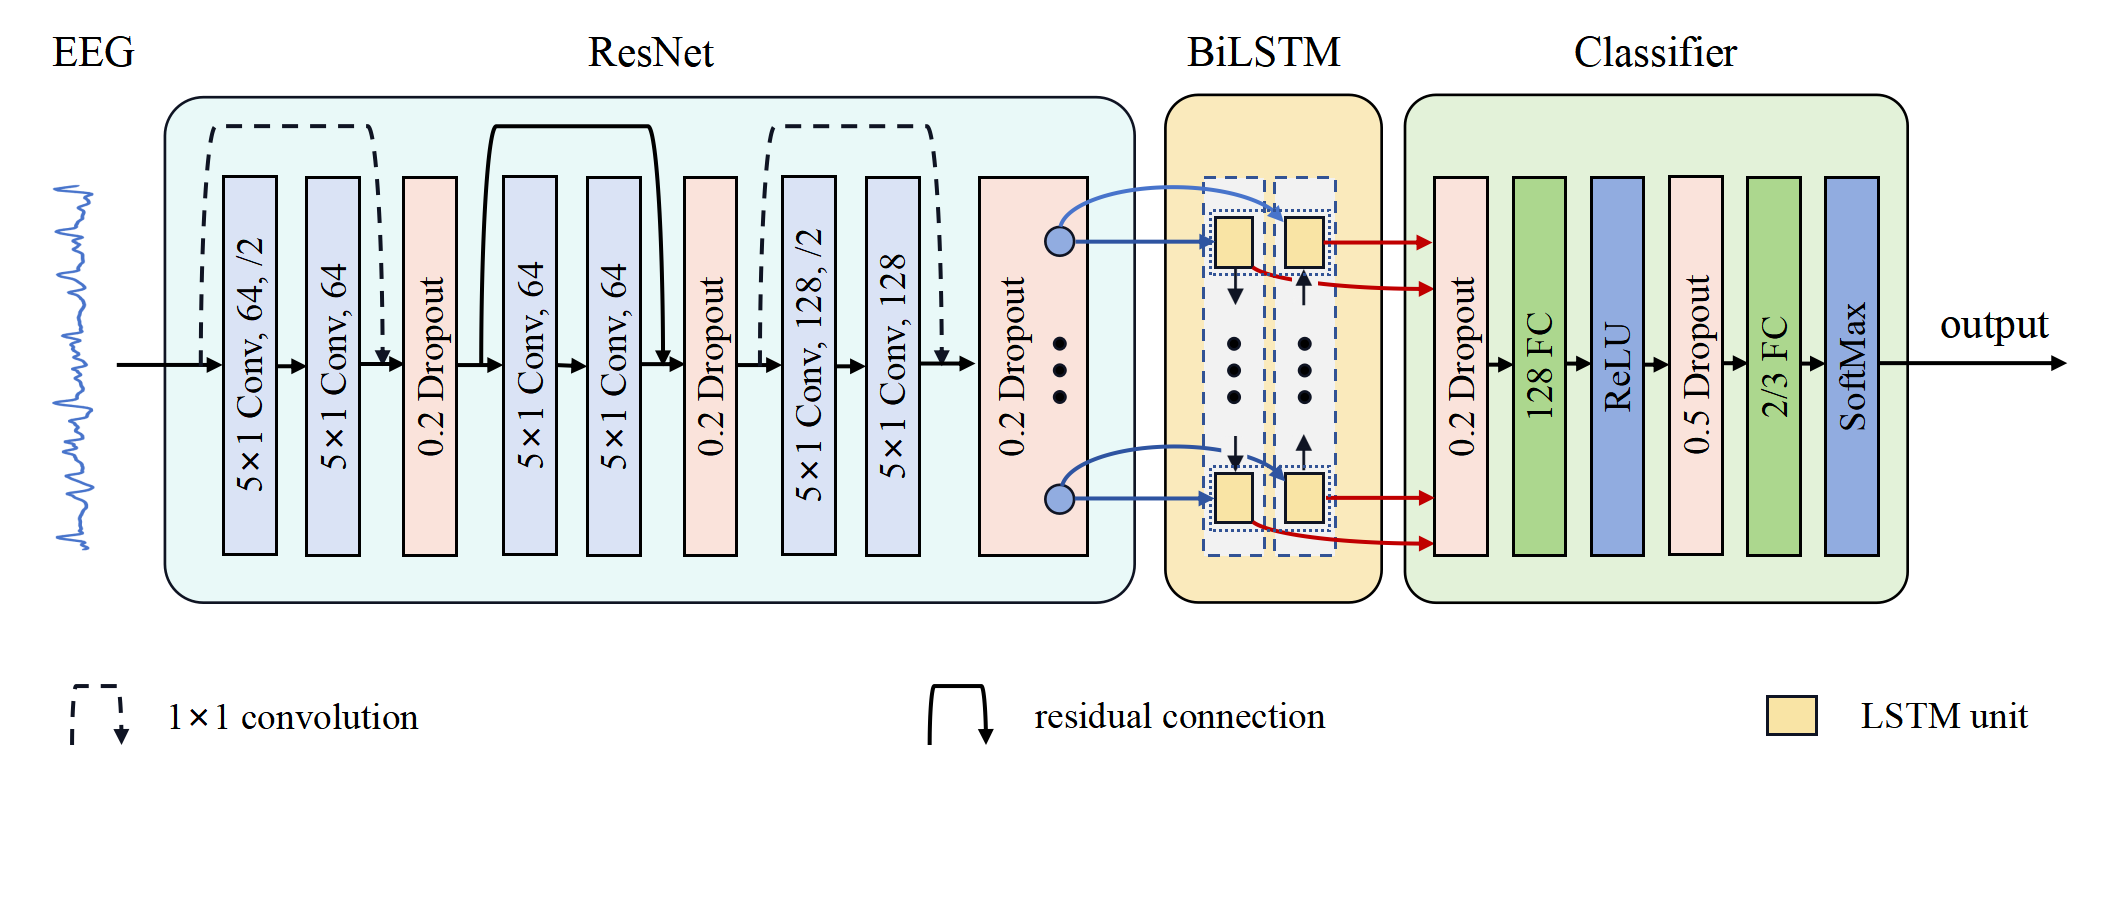 EEG
ResNet
BiLSTM
Classifier
5×1 Conv, 64, /2
5×1 Conv, 64
0.2 Dropout
5×1 Conv, 64
5×1 Conv, 64
0.2 Dropout
5×1 Conv, 128, /2
5×1 Conv, 128
0.2 Dropout
0.2 Dropout
128 FC
ReLU
0.5 Dropout
2/3 FC
SoftMax
output
1×1 convolution
residual connection
LSTM unit